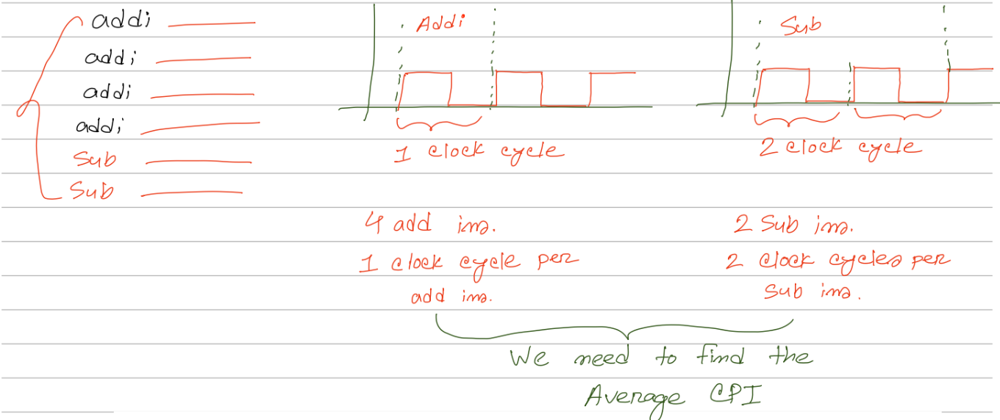 addi
addi
addi
addi
Sub
Sub
Addi
1 clock cycle
Sub
2 clock cycle
4 add ins.
1 clock cycle per
add ins.
2 Sub ins.
2 clock cycles per
Sub ins.
We need to find the
Average CPI